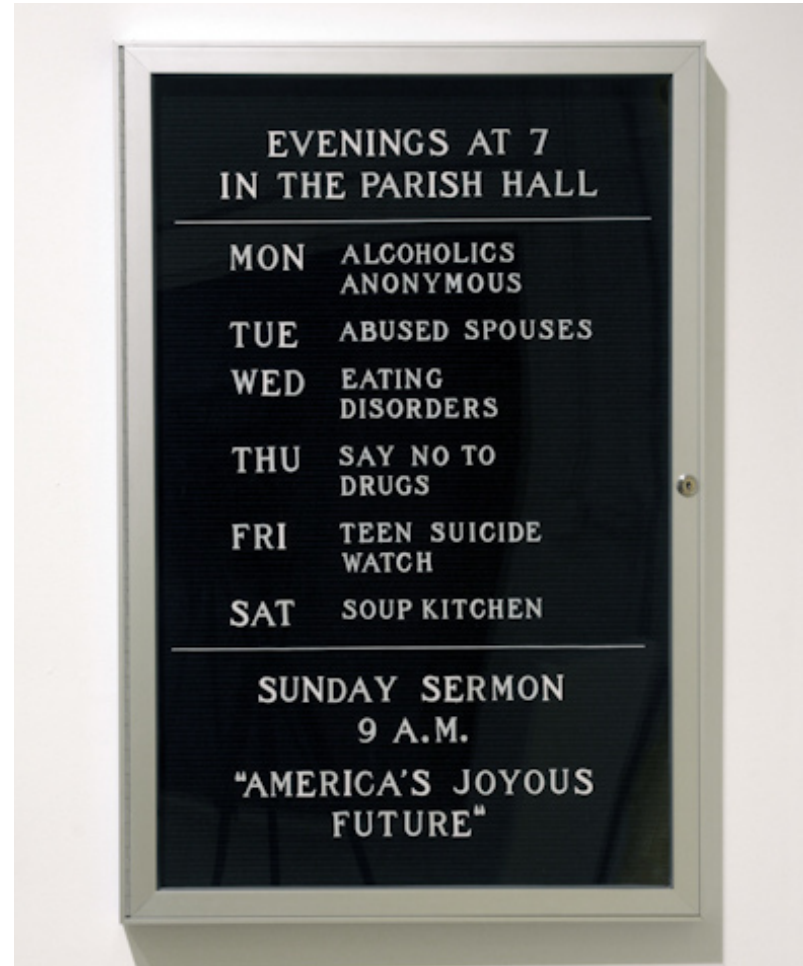 EVENINGS AT 7
IN THE PARISH HALL
MON ALCOHOLICS
ANONYMOUS
TUE ABUSED SPOUSES
WED EATING
DISORDERS
THU SAY NO TO
DRUGS
FRI TEEN SUICIDE
WATCH
SAT SOUP KITCHEN
SUNDAY SERMON
9 A.M.
“AMERICA'S JOYOUS
FUTURE“